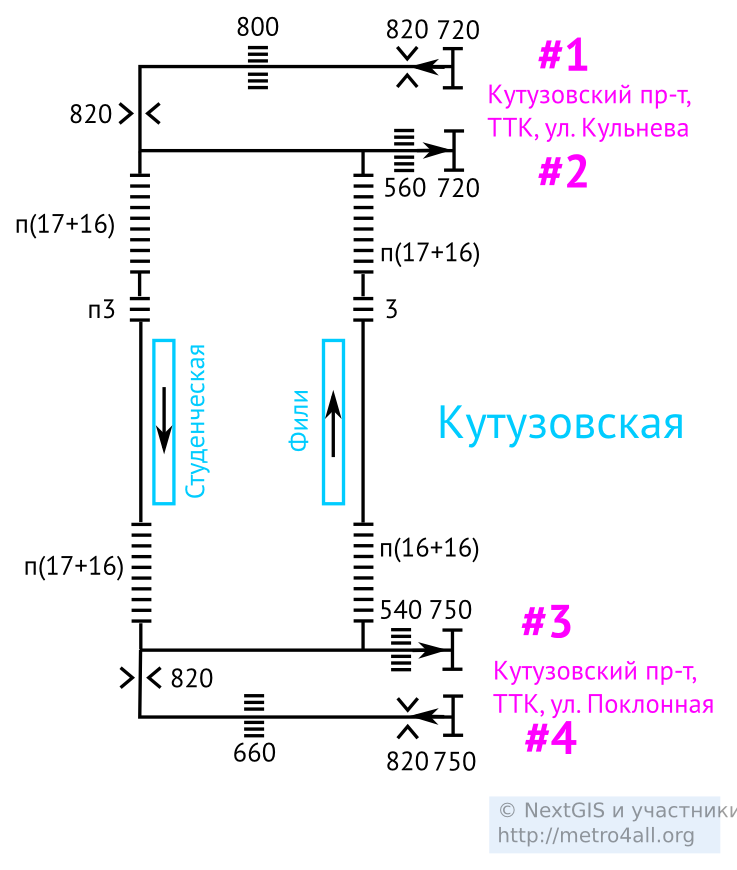 800
820 720
#1
Кутузовский пр-т,
ТТК, ул. Кульнева
820
#2
560 720
п(17+16)
п(17+16)
п3
3
Студенческая
Фили
Кутузовская
п(17+16)
п(16+16)
540 750
#3
Кутузовский пр-т,
ТТК, ул. Поклонная
820
#4
660
820 750
© NextGIS и участники
http://metro4all.org